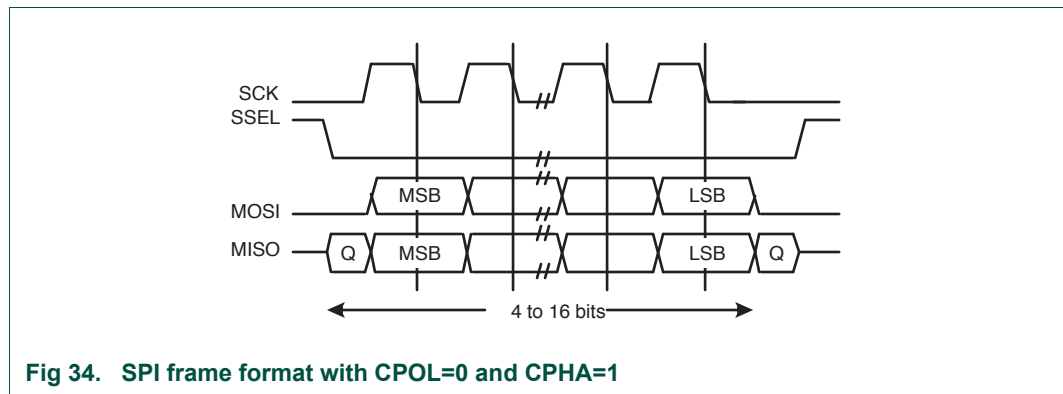 SCK
SSEL
MOSI MSB LSB
MISO Q MSB LSB Q
4 to 16 bits
Fig 34. SPI frame format with CPOL=0 and CPHA=1